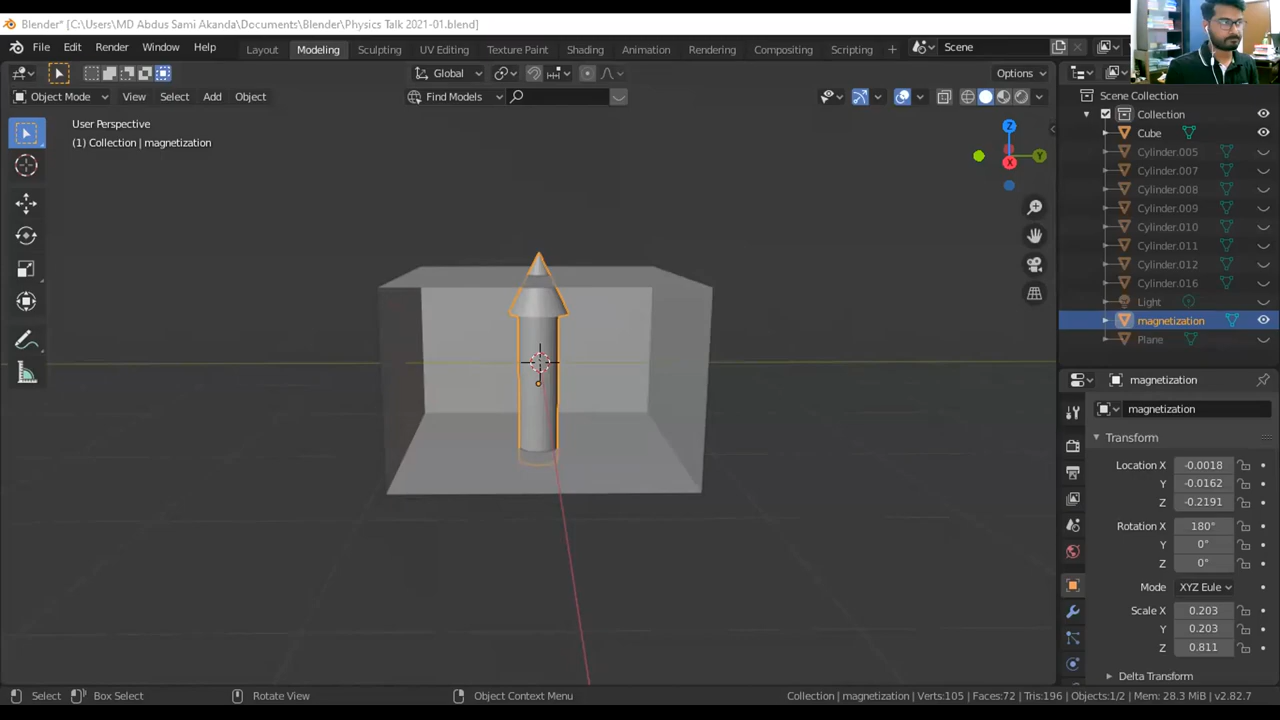 Blender* [C:\Users\MD Abdus Sami Akanda\Documents\Blender\Physics Talk 2021-01.blend]
File Edit Render Window Help Layout Modeling Sculpting UV Editing Texture Paint Shading Animation Rendering Compositing Scripting + Scene
Global Options
Object Mode View Select Add Object Find Models
User Perspective
(1) Collection | magnetization
Z
Y
X
Scene Collection
Collection
Cube
Cylinder.005
Cylinder.007
Cylinder.008
Cylinder.009
Cylinder.010
Cylinder.011
Cylinder.012
Cylinder.016
Light
magnetization
Plane
magnetization
magnetization
Transform
Location X -0.0018
Y -0.0162
Z -0.2191
Rotation X 180°
Y 0°
Z 0°
Mode XYZ Eule
Scale X 0.203
Y 0.203
Z 0.811
Delta Transform
Select Box Select Rotate View Object Context Menu Collection | magnetization | Verts:105 | Faces:72 | Tris:196 | Objects:1/2 | Mem: 28.3 MiB | v2.82.7